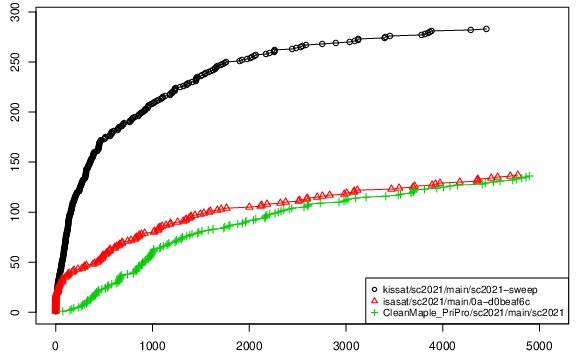 300
250
200
150
100
50
0
0 1000 2000 3000 4000 5000
kissat/sc2021/main/sc2021-sweep
isasat/sc2021/main/0a-d0beaf6c
CleanMaple_PriPro/sc2021/main/sc2021